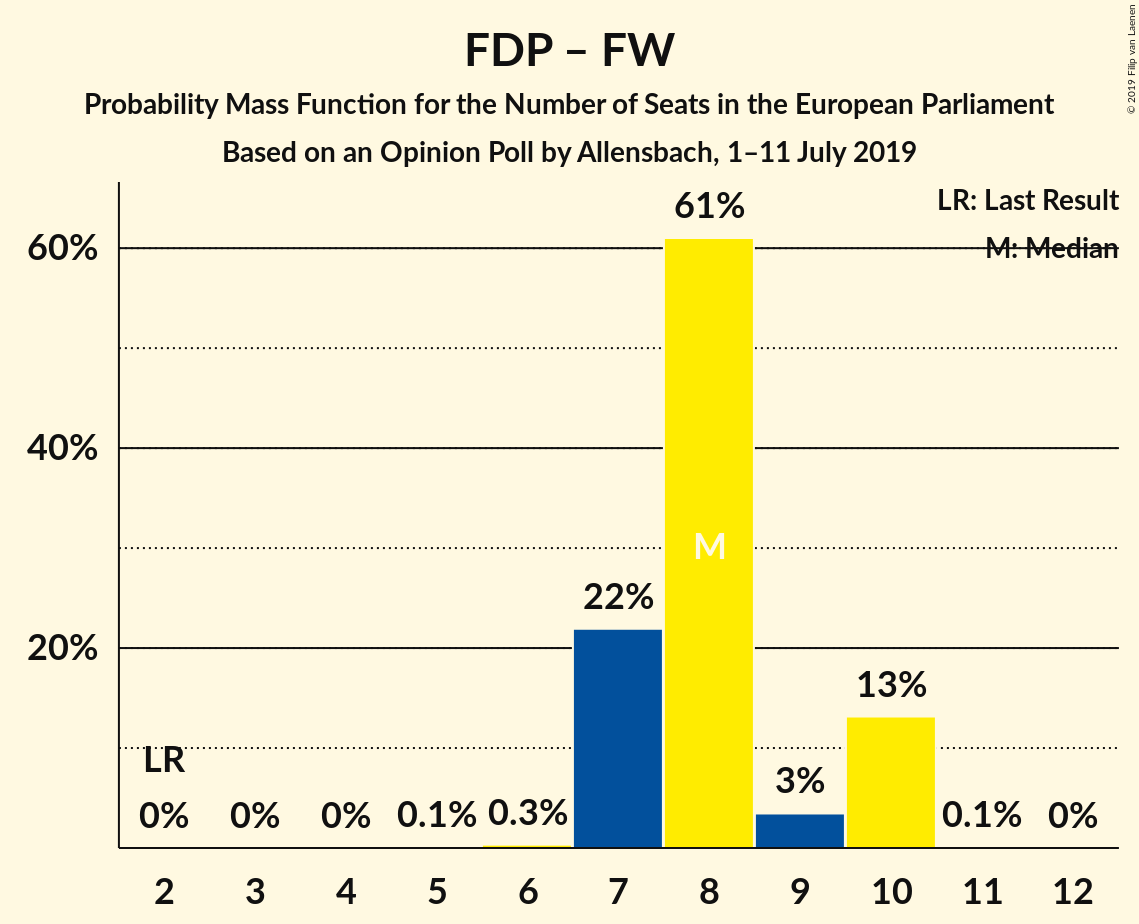 FDP – FW
Probability Mass Function for the Number of Seats in the European Parliament
Based on an Opinion Poll by Allensbach, 1–11 July 2019
© 2019 Filip van Laenen
LR: Last Result
M: Median
60%
40%
20%
61%
M
22%
13%
LR
3%
0% 0% 0% 0.1% 0.3% 0.1% 0%
2 3 4 5 6 7 8 9 10 11 12